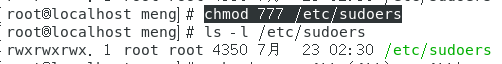 [root@localhost meng]# chmod 777 /etc/sudoers
[root@localhost meng]# ls -l /etc/sudoers
rwxrwxrwx. 1 root root 4350 7月  23 02:30 /etc/sudoers